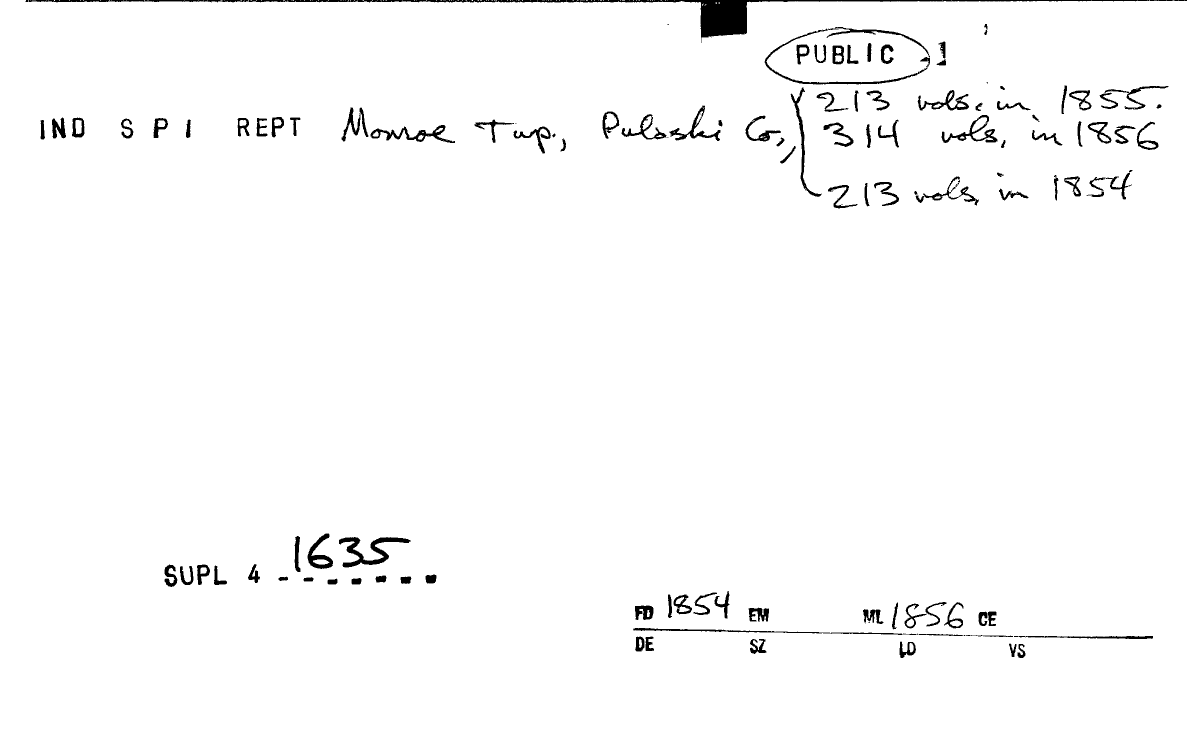 PUBLIC -1
213 vols. in 1855.
IND S P I REPT Monroe Twp., Pulaski Co., 314 vols, in 1856
213 vols, in 1854
SUPL 4 1635
FD 1854 EM ML 1856 CE
DE SZ LD VS